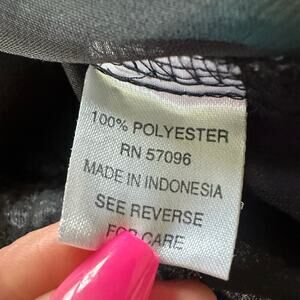 100% POLYESTER
RN 57096
MADE IN INDONESIA
SEE REVERSE
FOR CARE